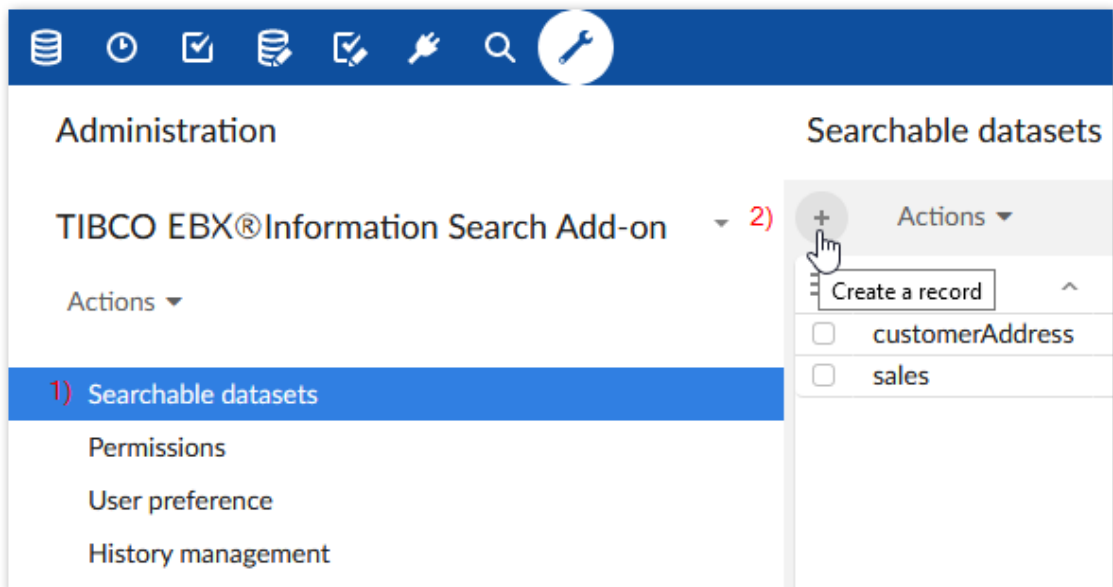 Administration
TIBCO EBX®Information Search Add-on
Actions
1) Searchable datasets
Permissions
User preference
History management
Searchable datasets
2) +
Actions
Create a record
customerAddress
sales